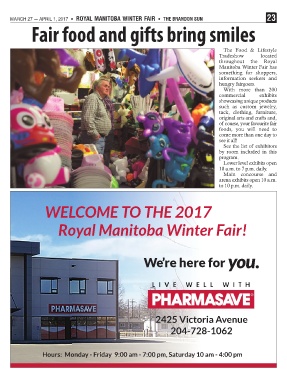 MARCH 27 — APRIL 1, 2017 • ROYAL MANITOBA WINTER FAIR • THE BRANDON SUN 23
Fair food and gifts bring smiles
The Food & Lifestyle
Tradeshow located
throughout the Royal
Manitoba Winter Fair has
something for shoppers,
information seekers and
hungry fairgoers.
With more than 200
commercial exhibits
showcasing unique products
such as custom jewelry,
tack, clothing, furniture,
original arts and crafts and,
of course, your favourite fair
foods, you will need to
come more than one day to
see it all!
See the list of exhibitors
by room included in this
program.
Lower level exhibits open
10 a.m. to 7 p.m. daily.
Main concourse and
arena exhibits open 10 a.m.
to 10 p.m. daily.
WELCOME TO THE 2017
Royal Manitoba Winter Fair!
We're here for you.
LIVE WELL WITH
PHARMASAVE
PHARMASAVE
2425 Victoria Avenue
204-728-1062
Hours: Monday - Friday 9:00 am - 7:00 pm, Saturday 10 am - 4:00 pm